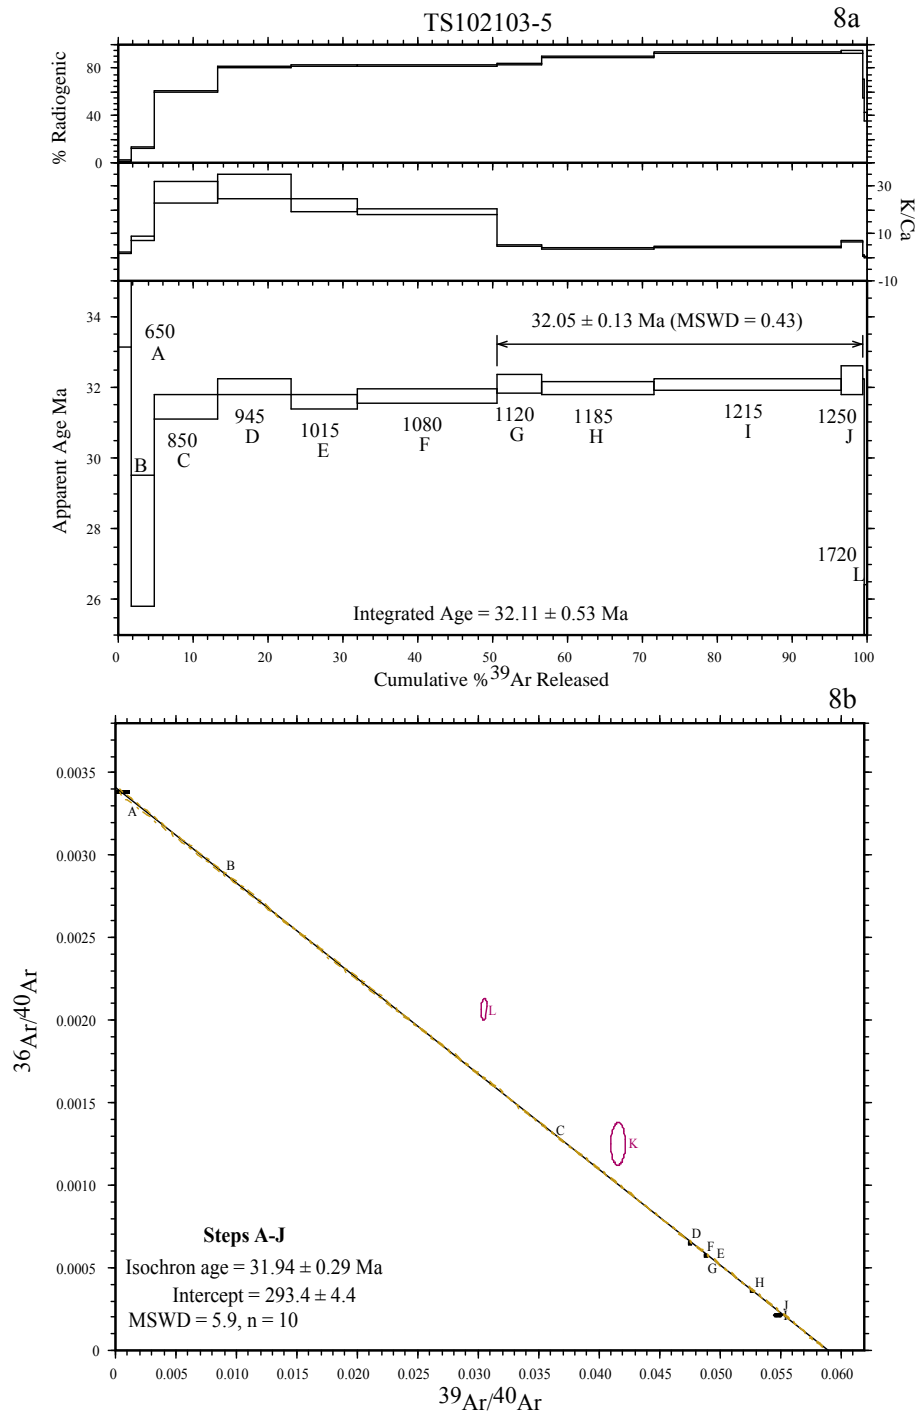 TS102103-5 8a
% Radiogenic
80
40
0
K/Ca
30
10
-10
Apparent Age Ma
34
32
30
28
26
32.05 ± 0.13 Ma (MSWD = 0.43)
650
A
B
850
C
945
D
1015
E
1080
F
1120
G
1185
H
1215
I
1250
J
1720
L
Integrated Age = 32.11 ± 0.53 Ma
0 10 20 30 40 50 60 70 80 90 100
Cumulative %39Ar Released
8b
36Ar/40Ar
0.0035
0.0030
0.0025
0.0020
0.0015
0.0010
0.0005
0
A
B
L
C
K
D
F
E
G
H
J
I
Steps A-J
Isochron age = 31.94 ± 0.29 Ma
Intercept = 293.4 ± 4.4
MSWD = 5.9, n = 10
0 0.005 0.010 0.015 0.020 0.025 0.030 0.035 0.040 0.045 0.050 0.055 0.060
39Ar/40Ar